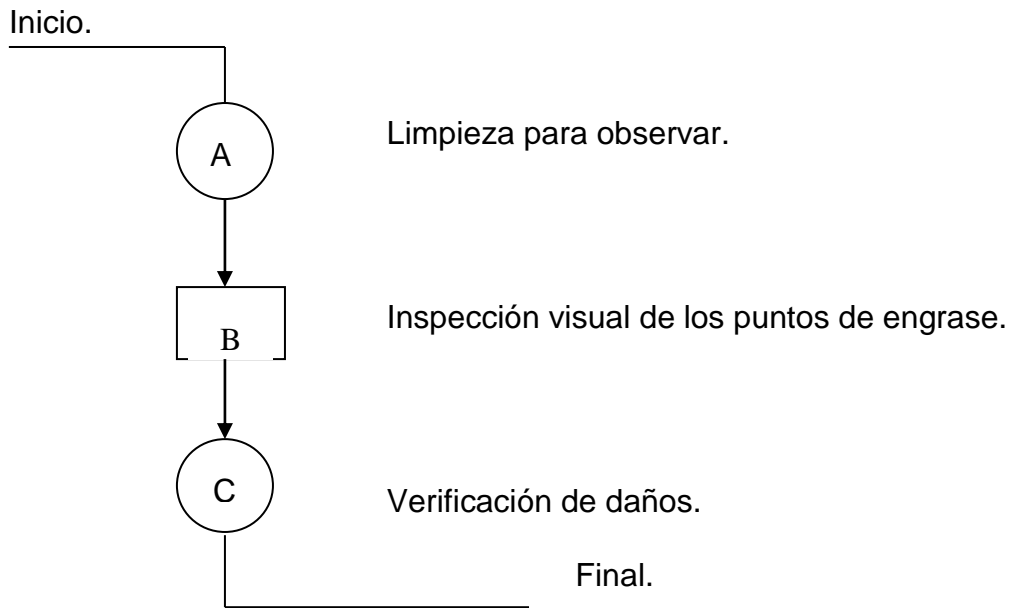 Inicio.
A
Limpieza para observar.
B
Inspección visual de los puntos de engrase.
C
Verificación de daños.
Final.